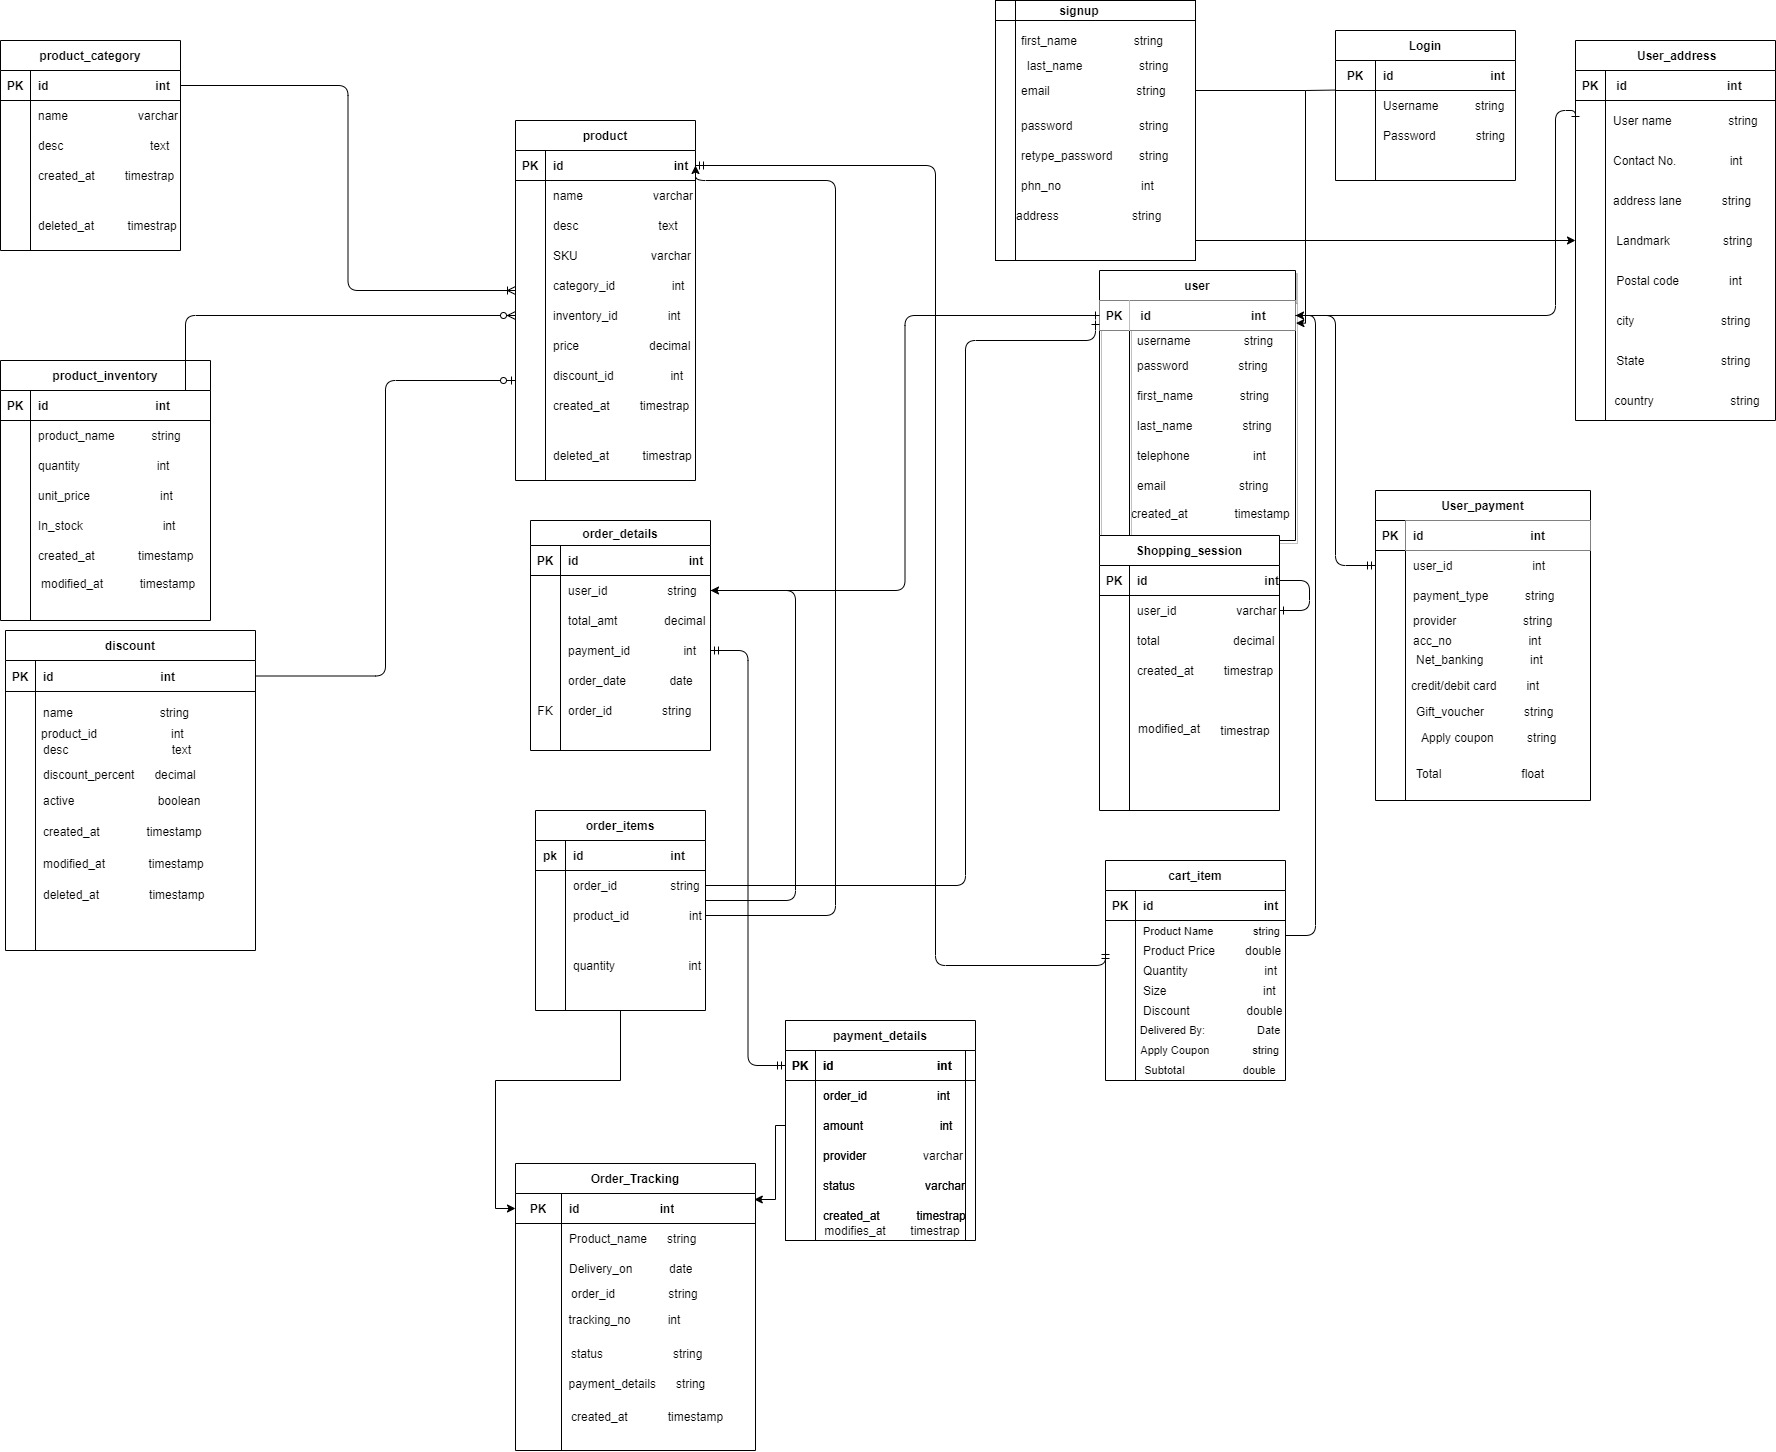 product_category
PK id int
name varchar
desc text
created_at timestrap
deleted_at timestrap
product
PK id int
name varchar
desc text
SKU varchar
category_id int
inventory_id int
price decimal
discount_id int
created_at timestrap
deleted_at timestrap
signup
first_name string
last_name string
email string
password string
retype_password string
phn_no int
address string
Login
PK id int
Username string
Password string
User_address
PK id int
User name string
Contact No. int
address lane string
Landmark string
Postal code int
city string
State string
country string
product_inventory
PK id int
product_name string
quantity int
unit_price int
In_stock int
created_at timestamp
modified_at timestamp
user
PK id int
username string
password string
first_name string
last_name string
telephone int
email string
created_at timestamp
User_payment
PK id int
user_id int
payment_type string
provider string
acc_no int
Net_banking int
credit/debit card int
Gift_voucher string
Apply coupon string
Total float
order_details
PK id int
user_id string
total_amt decimal
payment_id int
order_date date
FK order_id string
Shopping_session
PK id int
user_id varchar
total decimal
created_at timestrap
modified_at timestrap
discount
PK id int
name string
product_id int
desc text
discount_percent decimal
active boolean
created_at timestamp
modified_at timestamp
deleted_at timestamp
order_items
pk id int
order_id string
product_id int
quantity int
cart_item
PK id int
Product Name string
Product Price double
Quantity int
Size int
Discount double
Delivered By: Date
Apply Coupon string
Subtotal double
payment_details
PK id int
order_id int
amount int
provider varchar
status varchar
created_at timestrap
modifies_at timestrap
Order_Tracking
PK id int
Product_name string
Delivery_on date
order_id string
tracking_no int
status string
payment_details string
created_at timestamp